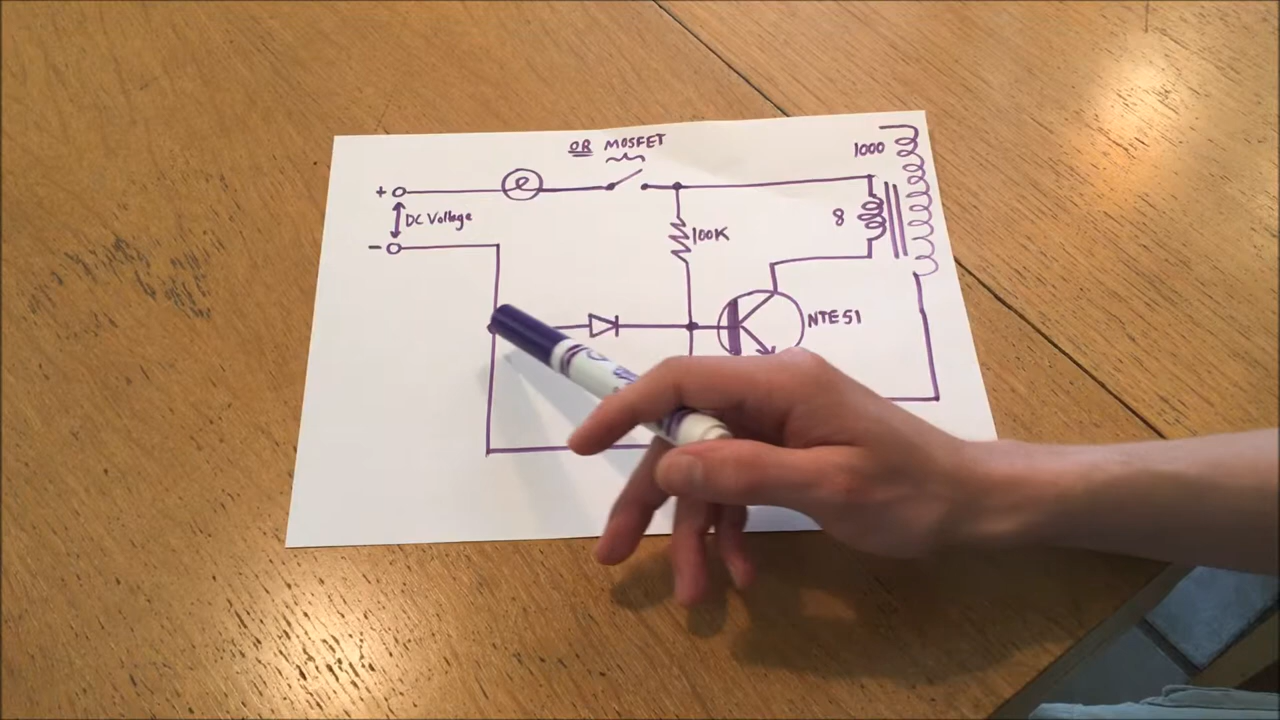 OR MOSFET
1000
+
DC Voltage
8
-
100K
NTE51